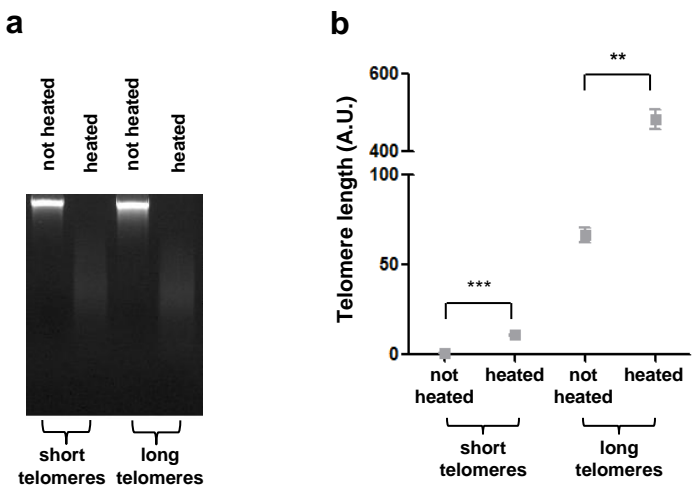 a
not heated
heated
not heated
heated
short
telomeres
long
telomeres
b
Telomere length (A.U.)
600
400
100
50
0
***
**
not
heated
heated
not
heated
heated
short
telomeres
long
telomeres